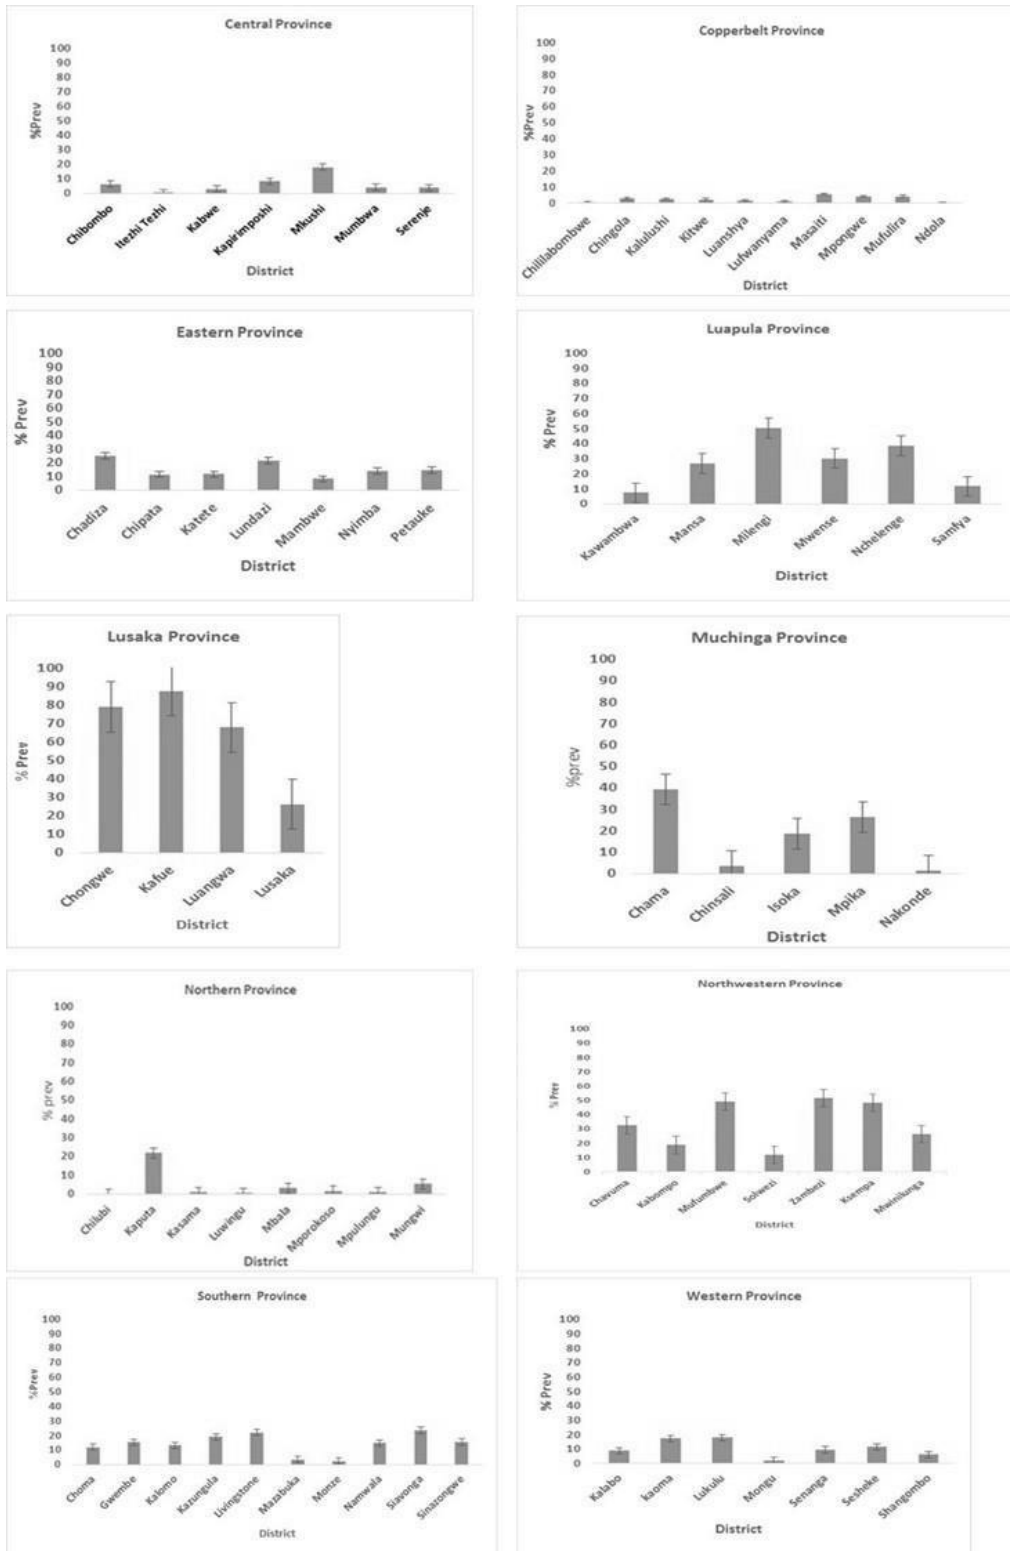 Central Province
%Prev
100
90
80
70
60
50
40
30
20
10
0
Chibombo
Itezhi Tezhi
Kabwe
Kapirimposhi
Mkushi
Mumbwa
Serenje
District
Copperbelt Province
%Prev
100
90
80
70
60
50
40
30
20
10
0
Chililabombwe
Chingola
Kalulushi
Kitwe
Luanshya
Lufwanyama
Masaiti
Mpongwe
Mufulira
Ndola
District
Eastern Province
% Prev
100
90
80
70
60
50
40
30
20
10
0
Chadiza
Chipata
Katete
Lundazi
Mambwe
Nyimba
Petauke
District
Luapula Province
% Prev
100
90
80
70
60
50
40
30
20
10
0
Kawambwa
Mansa
Milengi
Mwense
Nchelenge
Samfya
District
Lusaka Province
% Prev
100
90
80
70
60
50
40
30
20
10
0
Chongwe
Kafue
Luangwa
Lusaka
District
Muchinga Province
%prev
100
90
80
70
60
50
40
30
20
10
0
Chama
Chinsali
Isoka
Mpika
Nakonde
District
Northern Province
% prev
100
90
80
70
60
50
40
30
20
10
0
Chilubi
Kaputa
Kasama
Luwingu
Mbala
Mporokoso
Mpulungu
Mungwi
District
Northwestern Province
% Prev
100
90
80
70
60
50
40
30
20
10
0
Chavuma
Kabompo
Mufumbwe
Solwezi
Zambezi
Ksempa
Mwinilunga
District
Southern Province
%Prev
100
90
80
70
60
50
40
30
20
10
0
Choma
Gwembe
Kalomo
Kazungula
Livingstone
Mazabuka
Monze
Namwala
Siavonga
Sinazongwe
District
Western Province
% Prev
100
90
80
70
60
50
40
30
20
10
0
Kalabo
kaoma
Lukulu
Mongu
Senanga
Sesheke
Shangombo
District